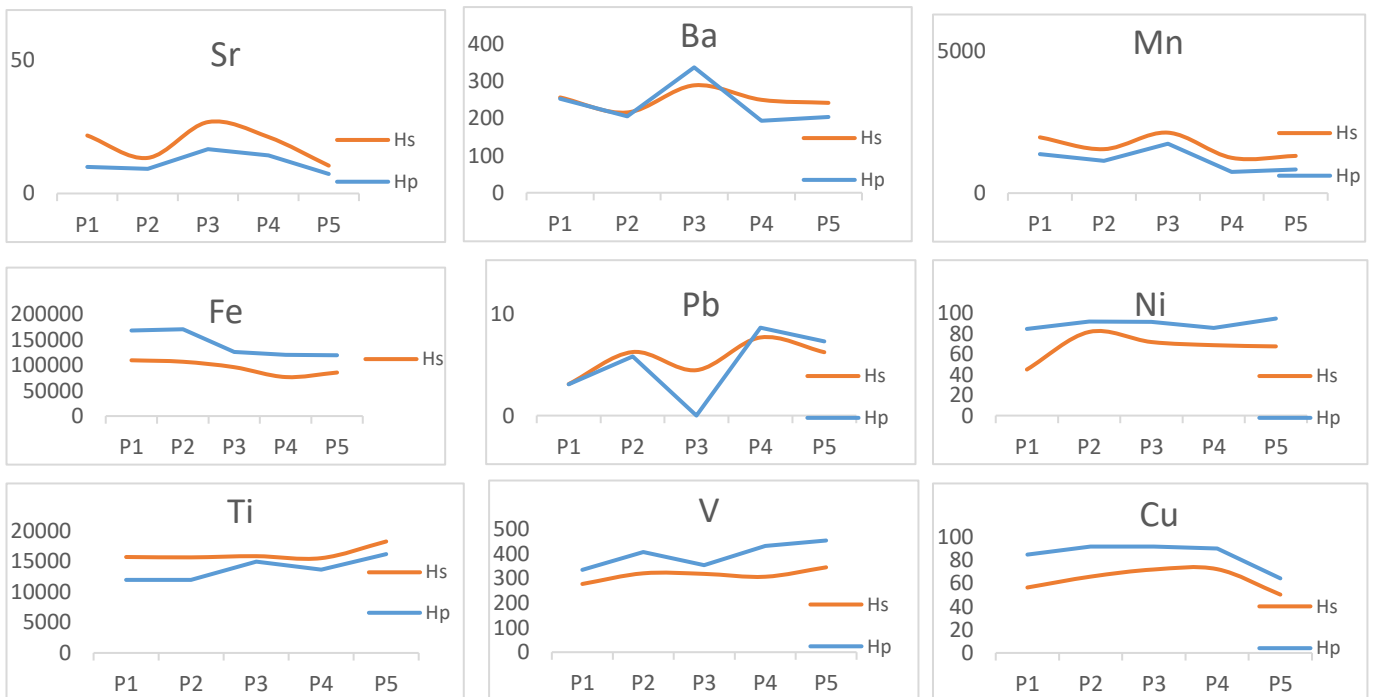 Sr
50
0
P1 P2 P3 P4 P5
Hs
Hp
Ba
400
300
200
100
0
P1 P2 P3 P4 P5
Hs
Hp
Mn
5000
0
P1 P2 P3 P4 P5
Hs
Hp
Fe
200000
150000
100000
50000
0
P1 P2 P3 P4 P5
Hs
Pb
10
0
P1 P2 P3 P4 P5
Hs
Hp
Ni
100
80
60
40
20
0
P1 P2 P3 P4 P5
Hs
Hp
Ti
20000
15000
10000
5000
0
P1 P2 P3 P4 P5
Hs
Hp
V
500
400
300
200
100
0
P1 P2 P3 P4 P5
Hs
Hp
Cu
100
80
60
40
20
0
P1 P2 P3 P4 P5
Hs
Hp